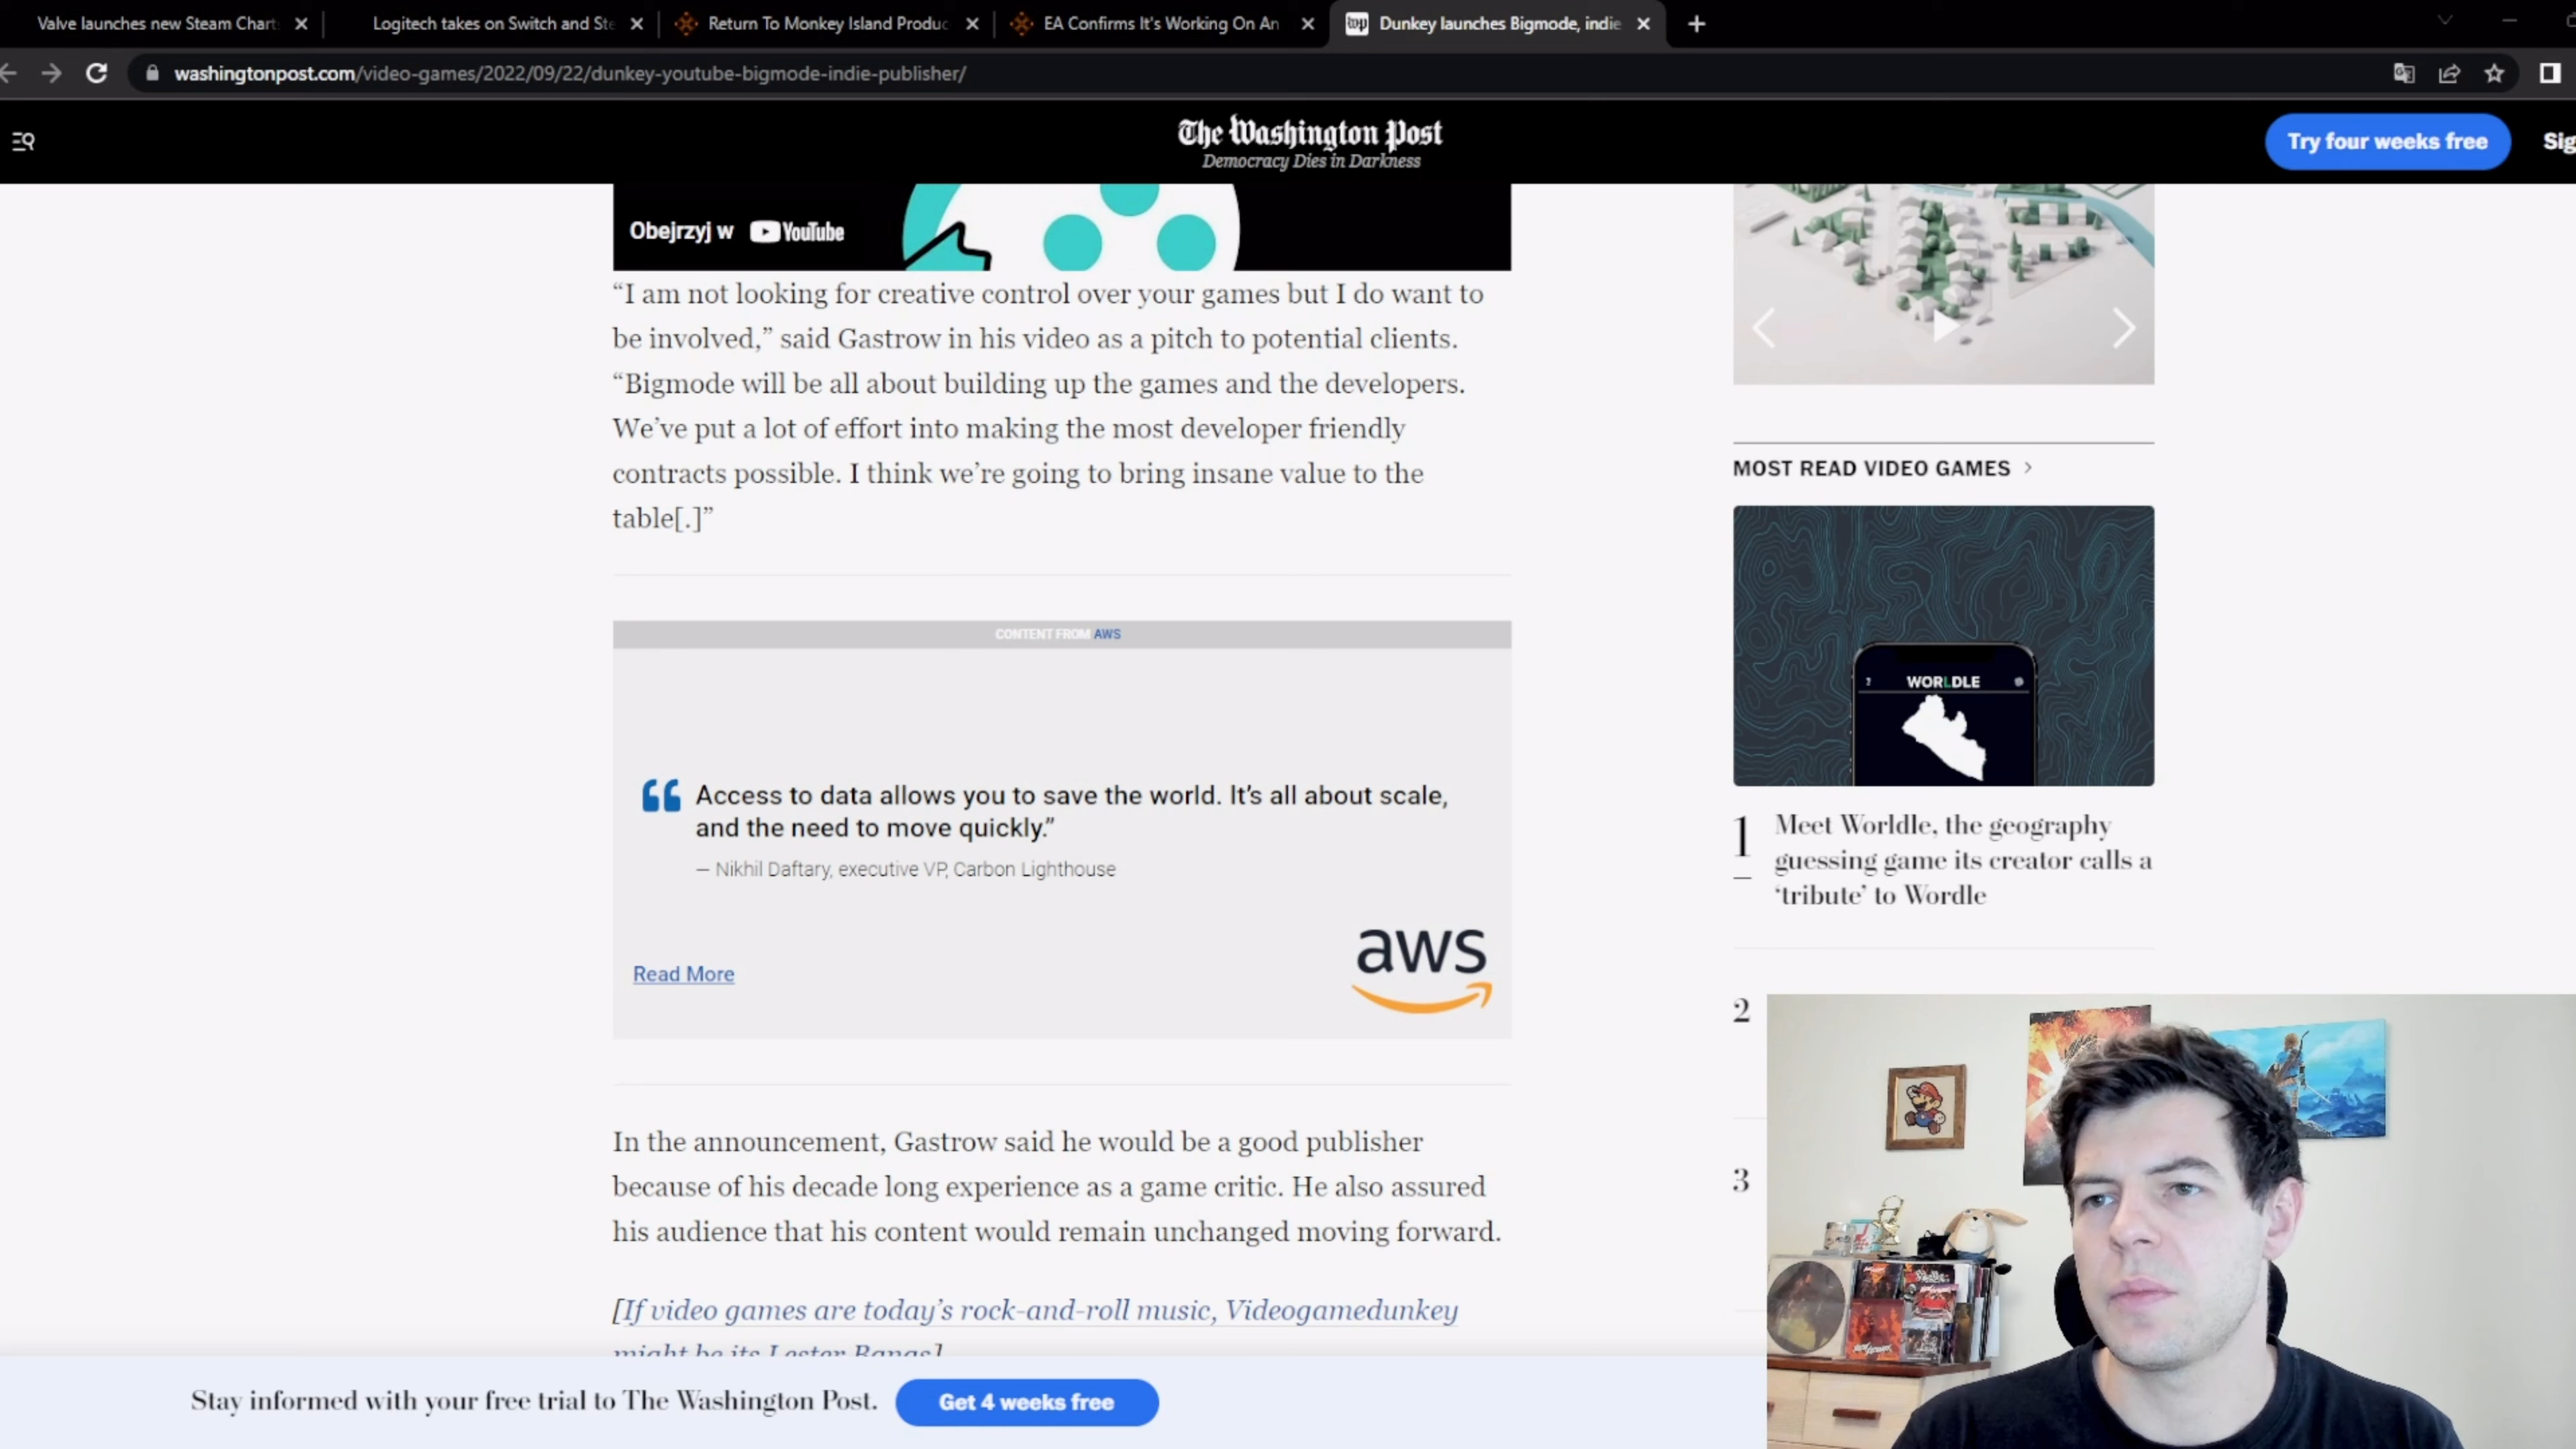 Valve launches new Steam Chart
Logitech takes on Switch and Ste
Return To Monkey Island Produc
EA Confirms It's Working On An
wp
Dunkey launches Bigmode, indie
washingtonpost.com/video-games/2022/09/22/dunkey-youtube-bigmode-indie-publisher/
The Washington Post
Democracy Dies in Darkness
Try four weeks free
Sig
Obejrzyj w YouTube
“I am not looking for creative control over your games but I do want to
be involved,” said Gastrow in his video as a pitch to potential clients.
“Bigmode will be all about building up the games and the developers.
We’ve put a lot of effort into making the most developer friendly
contracts possible. I think we’re going to bring insane value to the
table[.]”
CONTENT FROM AWS
Access to data allows you to save the world. It’s all about scale,
and the need to move quickly.”
— Nikhil Daftary, executive VP, Carbon Lighthouse
Read More
aws
In the announcement, Gastrow said he would be a good publisher
because of his decade long experience as a game critic. He also assured
his audience that his content would remain unchanged moving forward.
[If video games are today’s rock-and-roll music, Videogamedunkey
might be its Lester Bangs]
MOST READ VIDEO GAMES >
WORLDLE
1
Meet Worldle, the geography
guessing game its creator calls a
‘tribute’ to Wordle
2
3
Stay informed with your free trial to The Washington Post.
Get 4 weeks free